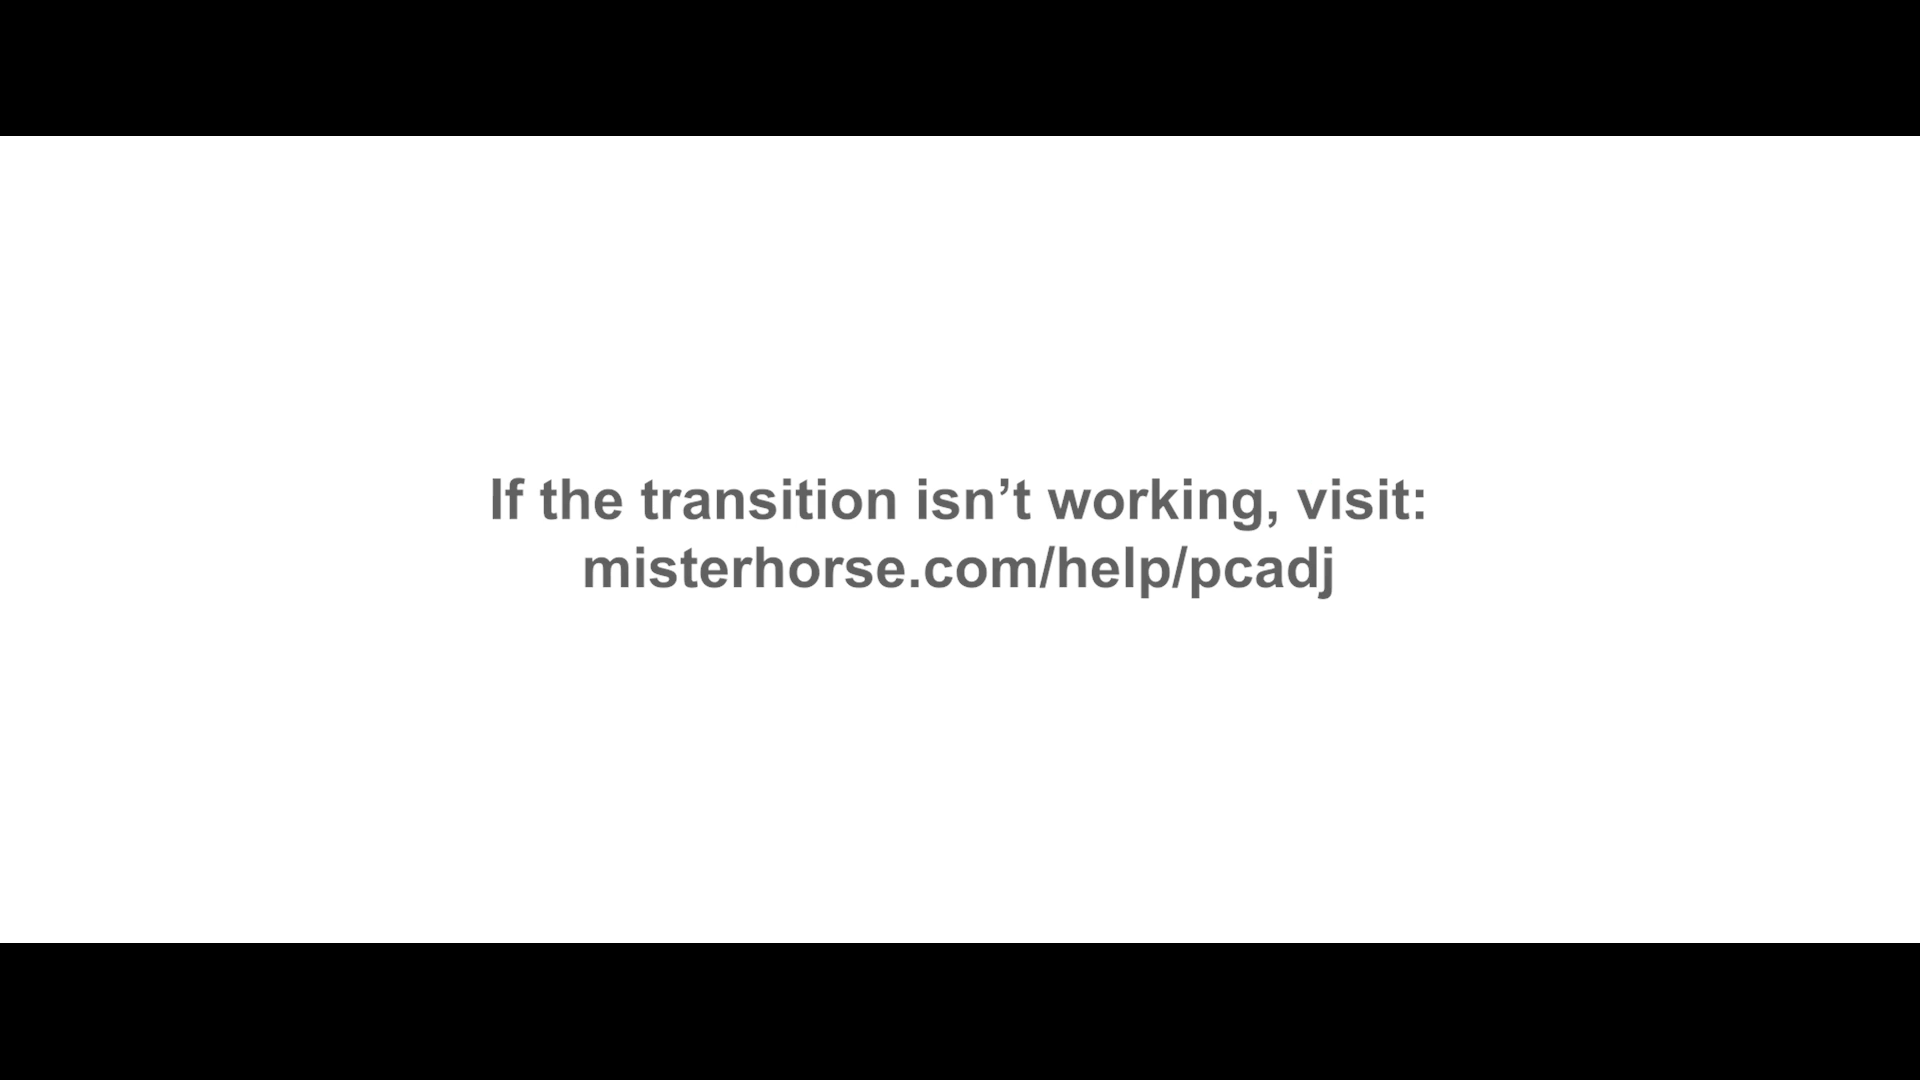 If the transition isn’t working, visit:
misterhorse.com/help/pcadj